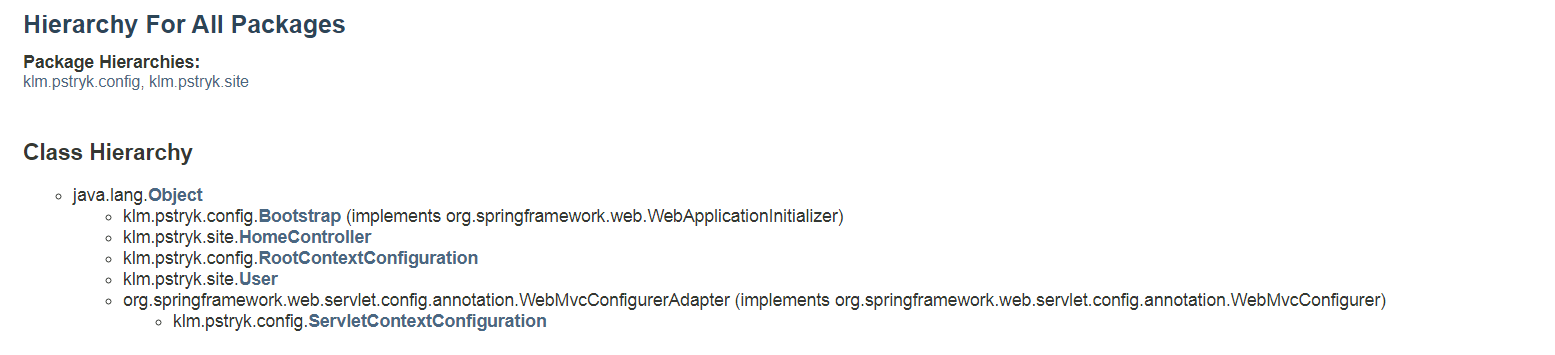 Hierarchy For All Packages
Package Hierarchies:
klm.pstryk.config, klm.pstryk.site
Class Hierarchy
java.lang.Object
klm.pstryk.config.Bootstrap (implements org.springframework.web.WebApplicationInitializer)
klm.pstryk.site.HomeController
klm.pstryk.config.RootContextConfiguration
klm.pstryk.site.User
org.springframework.web.servlet.config.annotation.WebMvcConfigurerAdapter (implements org.springframework.web.servlet.config.annotation.WebMvcConfigurer)
klm.pstryk.config.ServletContextConfiguration